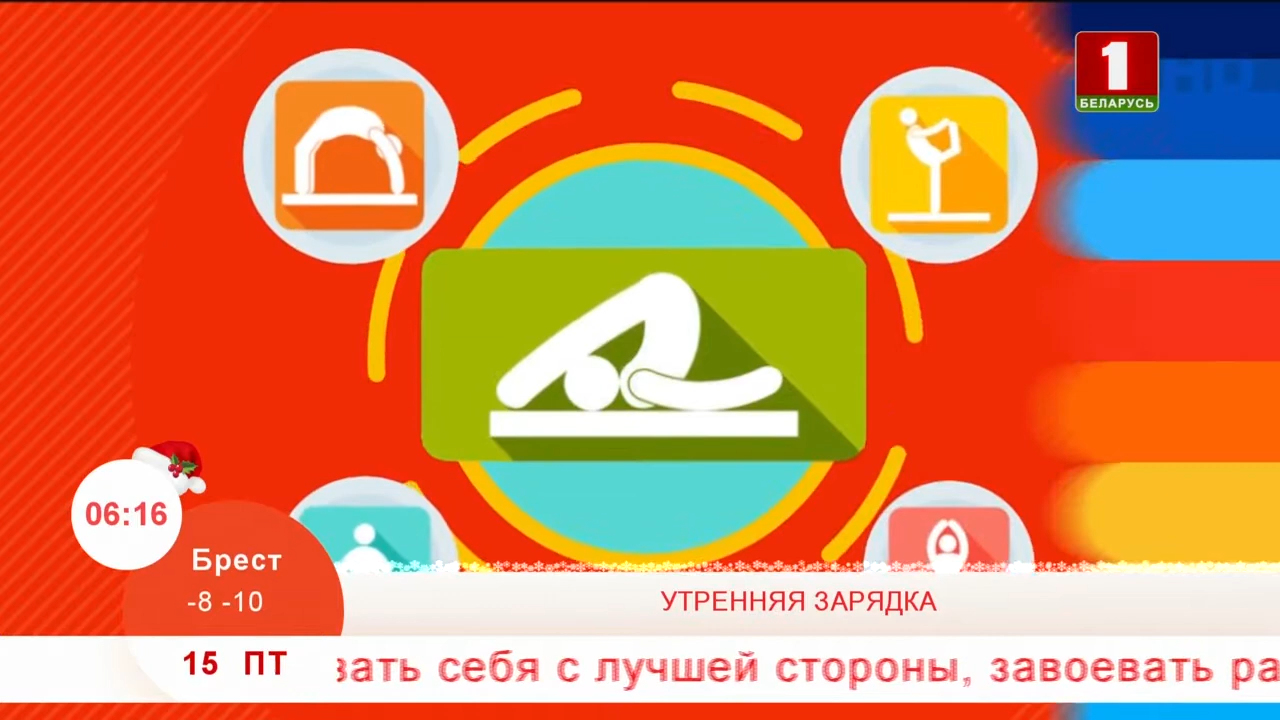 1
БЕЛАРУСЬ
06:16
Брест
-8 -10
УТРЕННЯЯ ЗАРЯДКА
15 ПТ
себя с лучшей стороны, завоевать